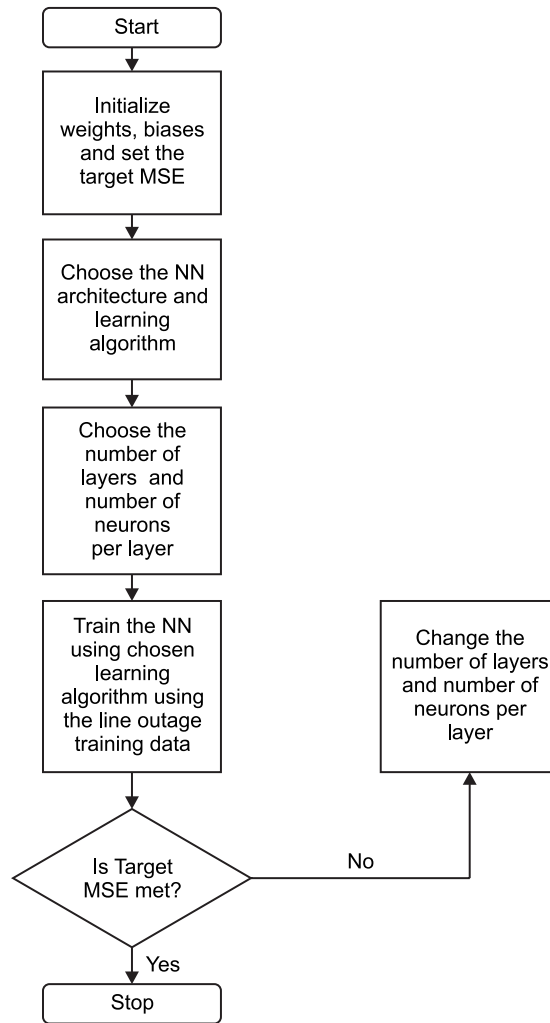 Start
Initialize
weights, biases
and set the
target MSE
Choose the NN
architecture and
learning
algorithm
Choose the
number of
layers  and
number of
neurons
per layer
Train the NN
using chosen
learning
algorithm using
the line outage
training data
Change the
number of layers
and number of
neurons per
layer
Is Target
MSE met?
No
Yes
Stop